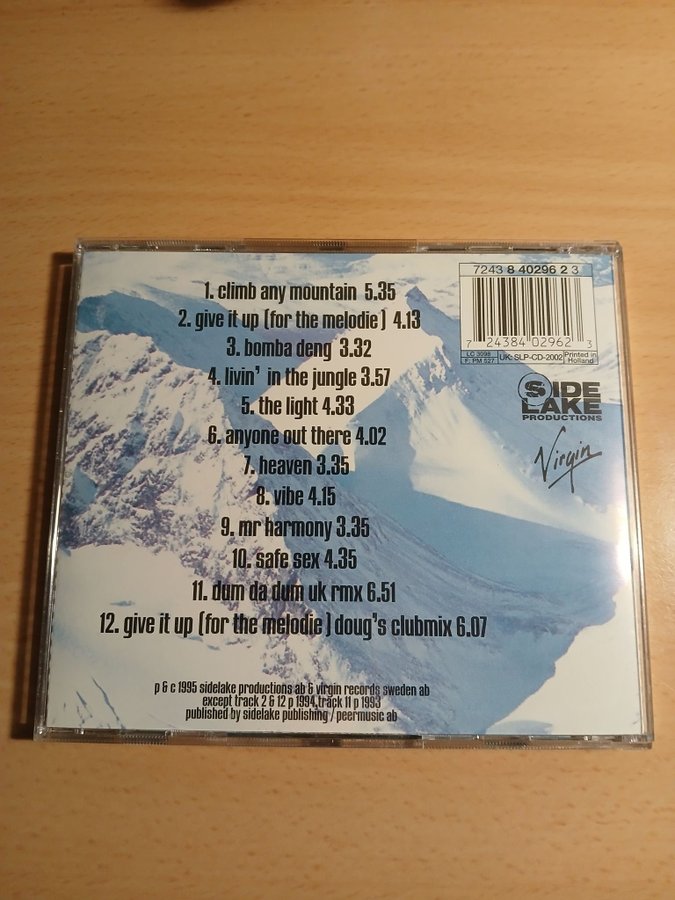 1. climb any mountain 5.35
2. give it up (for the melodie) 4.13
3. bomba deng 3.32
4. livin' in the jungle 3.57
5. the light 4.33
6. anyone out there 4.02
7. heaven 3.35
8. vibe 4.15
9. mr harmony 3.35
10. safe sex 4.35
11. dum da dum uk rmx 6.51
12. give it up (for the melodie) doug's clubmix 6.07
p & c 1995 sidelake productions ab & virgin records sweden ab
except track 2 & 12 p 1994, track 11 p 1993
published by sidelake publishing / peermusic ab
7243 8 40296 2 3
7 24384 02962 3
LC 3098
F: PM 527
UK: SLP-CD-2002
Printed in
Holland
SIDE
LAKE
PRODUCTIONS
Virgin